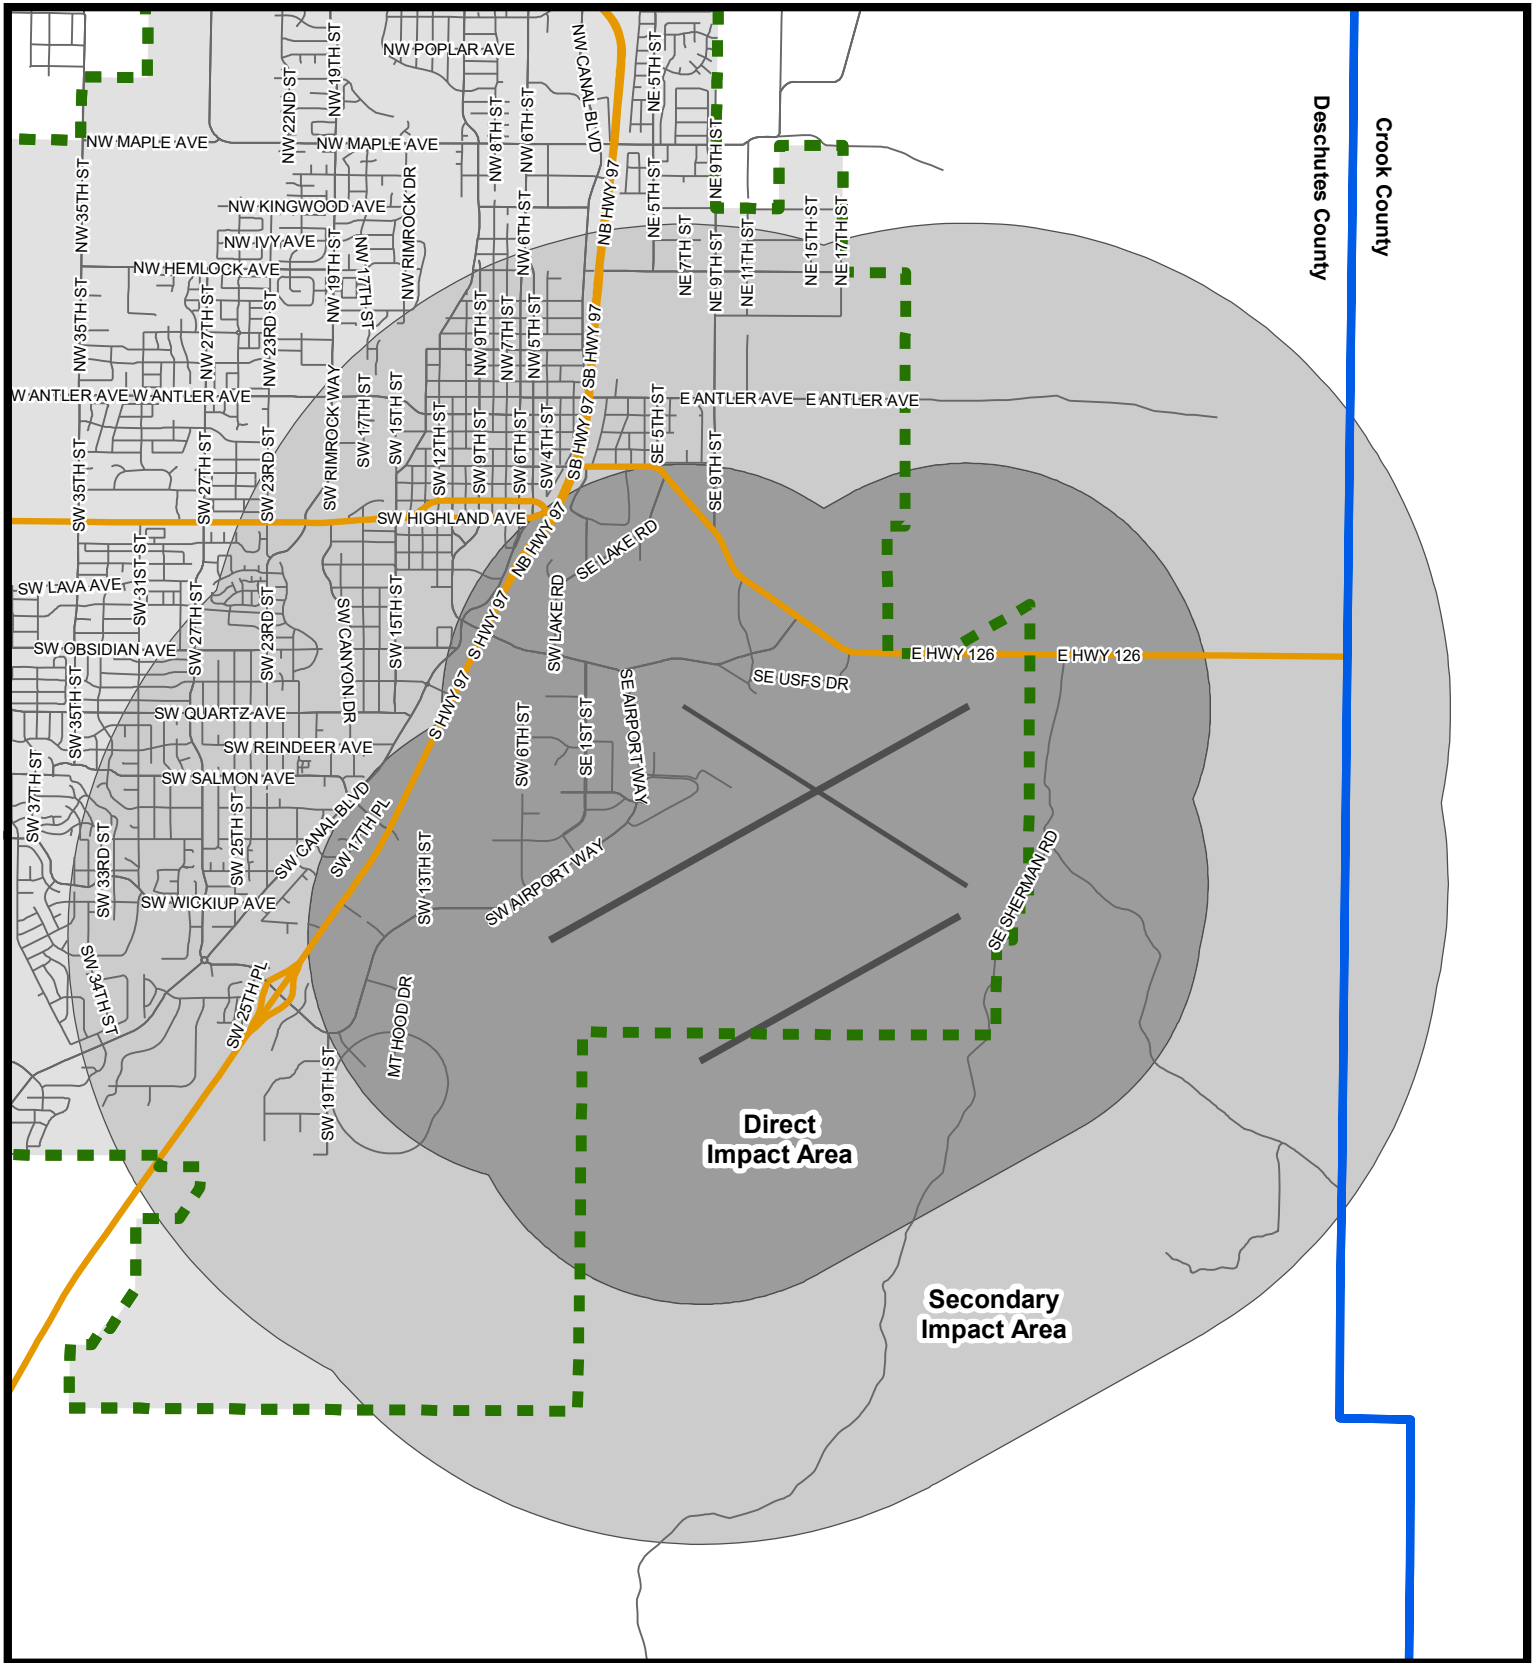 NW POPLAR AVE
NW 19TH ST
NW CANAL BLVD
NE 5TH ST
NW 22ND ST
NW 8TH ST
NW 6TH ST
Deschutes County
Crook County
NW MAPLE AVE
NW MAPLE AVE
NE 9TH ST
NW 35TH ST
NW RIMROCK DR
NB HWY 97
NE 5TH ST
NW KINGWOOD AVE
NW IVY AVE
NW 19TH ST
NW 17TH ST
NW 6TH ST
NE 7TH ST
NE 9TH ST
NE 11TH ST
NE 15TH ST
NE 17TH ST
NW HEMLOCK AVE
NW 35TH ST
NW 27TH ST
NW 23RD ST
NW 9TH ST
NW 7TH ST
NW 5TH ST
SB HWY 97
W ANTLER AVE
W ANTLER AVE
SW RIMROCK WAY
SW 17TH ST
SW 15TH ST
SB HWY 97
SE 5TH ST
E ANTLER AVE
E ANTLER AVE
SW 35TH ST
SW 27TH ST
SW 23RD ST
SW 12TH ST
SW 9TH ST
SW 6TH ST
SW 4TH ST
SE 9TH ST
SW HIGHLAND AVE
NB HWY 97
SE LAKE RD
SW LAVA AVE
SW 31ST ST
SW 27TH ST
SW 23RD ST
SW CANYON DR
SW 15TH ST
S HWY 97
SW LAKE RD
SW OBSIDIAN AVE
E HWY 126
E HWY 126
SW 35TH ST
SE USFS DR
SW QUARTZ AVE
S HWY 97
SW 6TH ST
SE 1ST ST
SE AIRPORT WAY
SW REINDEER AVE
SW SALMON AVE
SW 37TH ST
SW 33RD ST
SW 25TH ST
SW CANAL BLVD
SW 17TH PL
SW 13TH ST
SW AIRPORT WAY
SE SHERMAN RD
SW WICKIUP AVE
SW 34TH ST
SW 25TH PL
MT HOOD DR
SW 19TH ST
Direct
Impact Area
Secondary
Impact Area